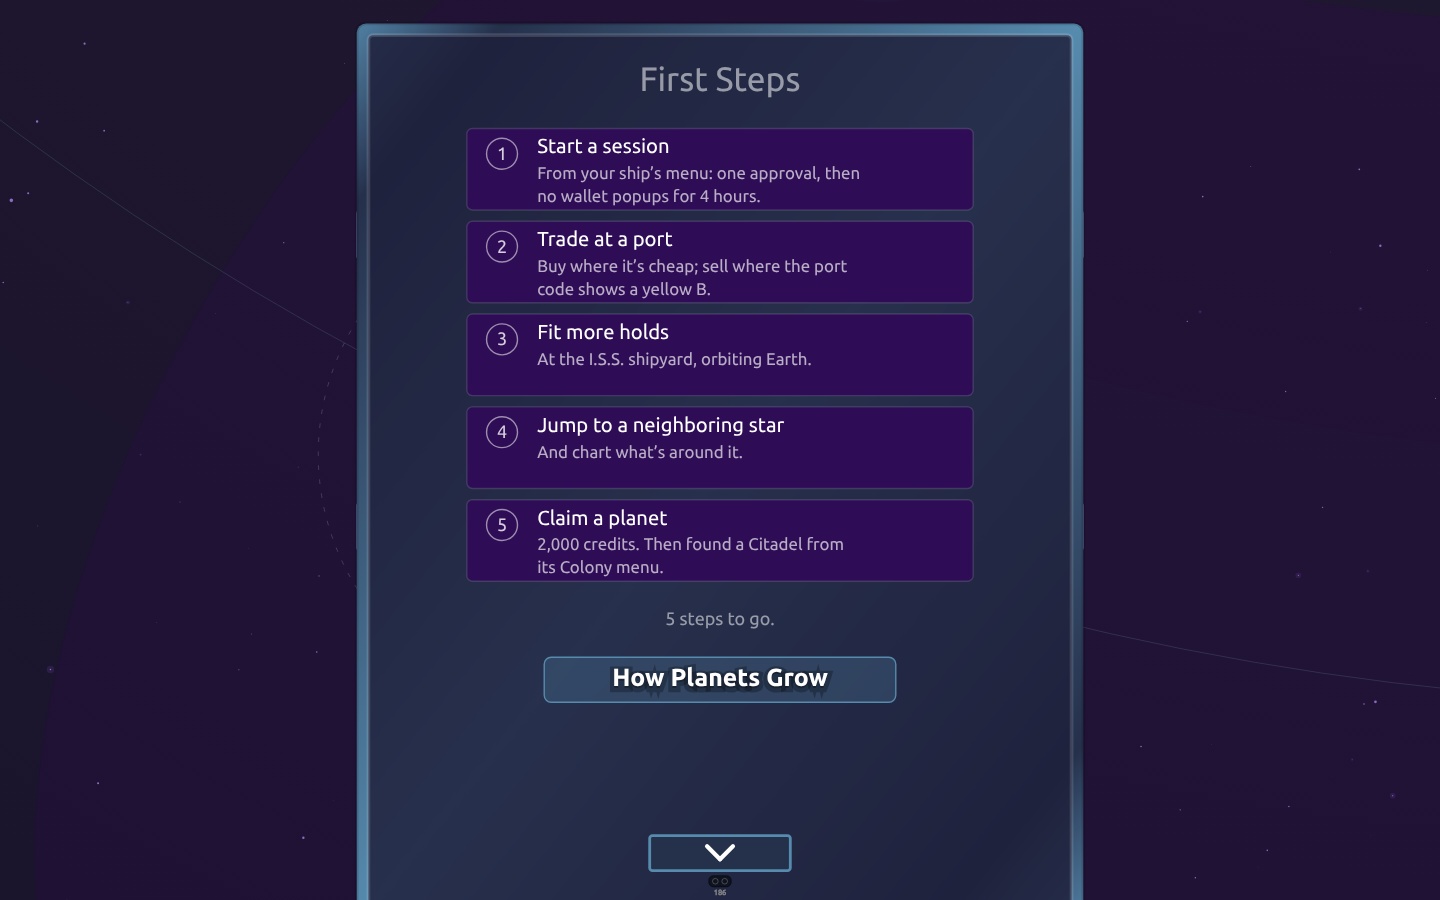 First Steps
1
Start a session
From your ship's menu: one approval, then
no wallet popups for 4 hours.
2
Trade at a port
Buy where it's cheap; sell where the port
code shows a yellow B.
3
Fit more holds
At the I.S.S. shipyard, orbiting Earth.
4
Jump to a neighboring star
And chart what's around it.
5
Claim a planet
2,000 credits. Then found a Citadel from
its Colony menu.
5 steps to go.
How Planets Grow
186